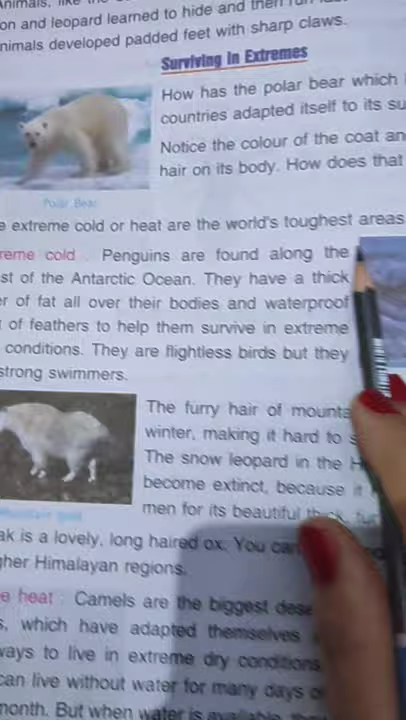 on and leopard learned to hide and then
nimals developed padded feet with sharp claws.
Surviving in Extremes
How has the polar bear which
countries adapted itself to its su
Notice the colour of the coat an
hair on its body. How does that
Polar Bear
e extreme cold or heat are the world's toughest areas
reme cold : Penguins are found along the
st of the Antarctic Ocean. They have a thick
er of fat all over their bodies and waterproof
of feathers to help them survive in extreme
conditions. They are flightless birds but they
strong swimmers.
The furry hair of mounta
winter, making it hard to s
The snow leopard in the H
become extinct, because it
Mountain goat
men for its beautiful thick, fur
ak is a lovely, long haired ox. You can
gher Himalayan regions.
e heat : Camels are the biggest dese
s, which have adapted themselves
ways to live in extreme dry conditions
can live without water for many days o
month. But when water is available